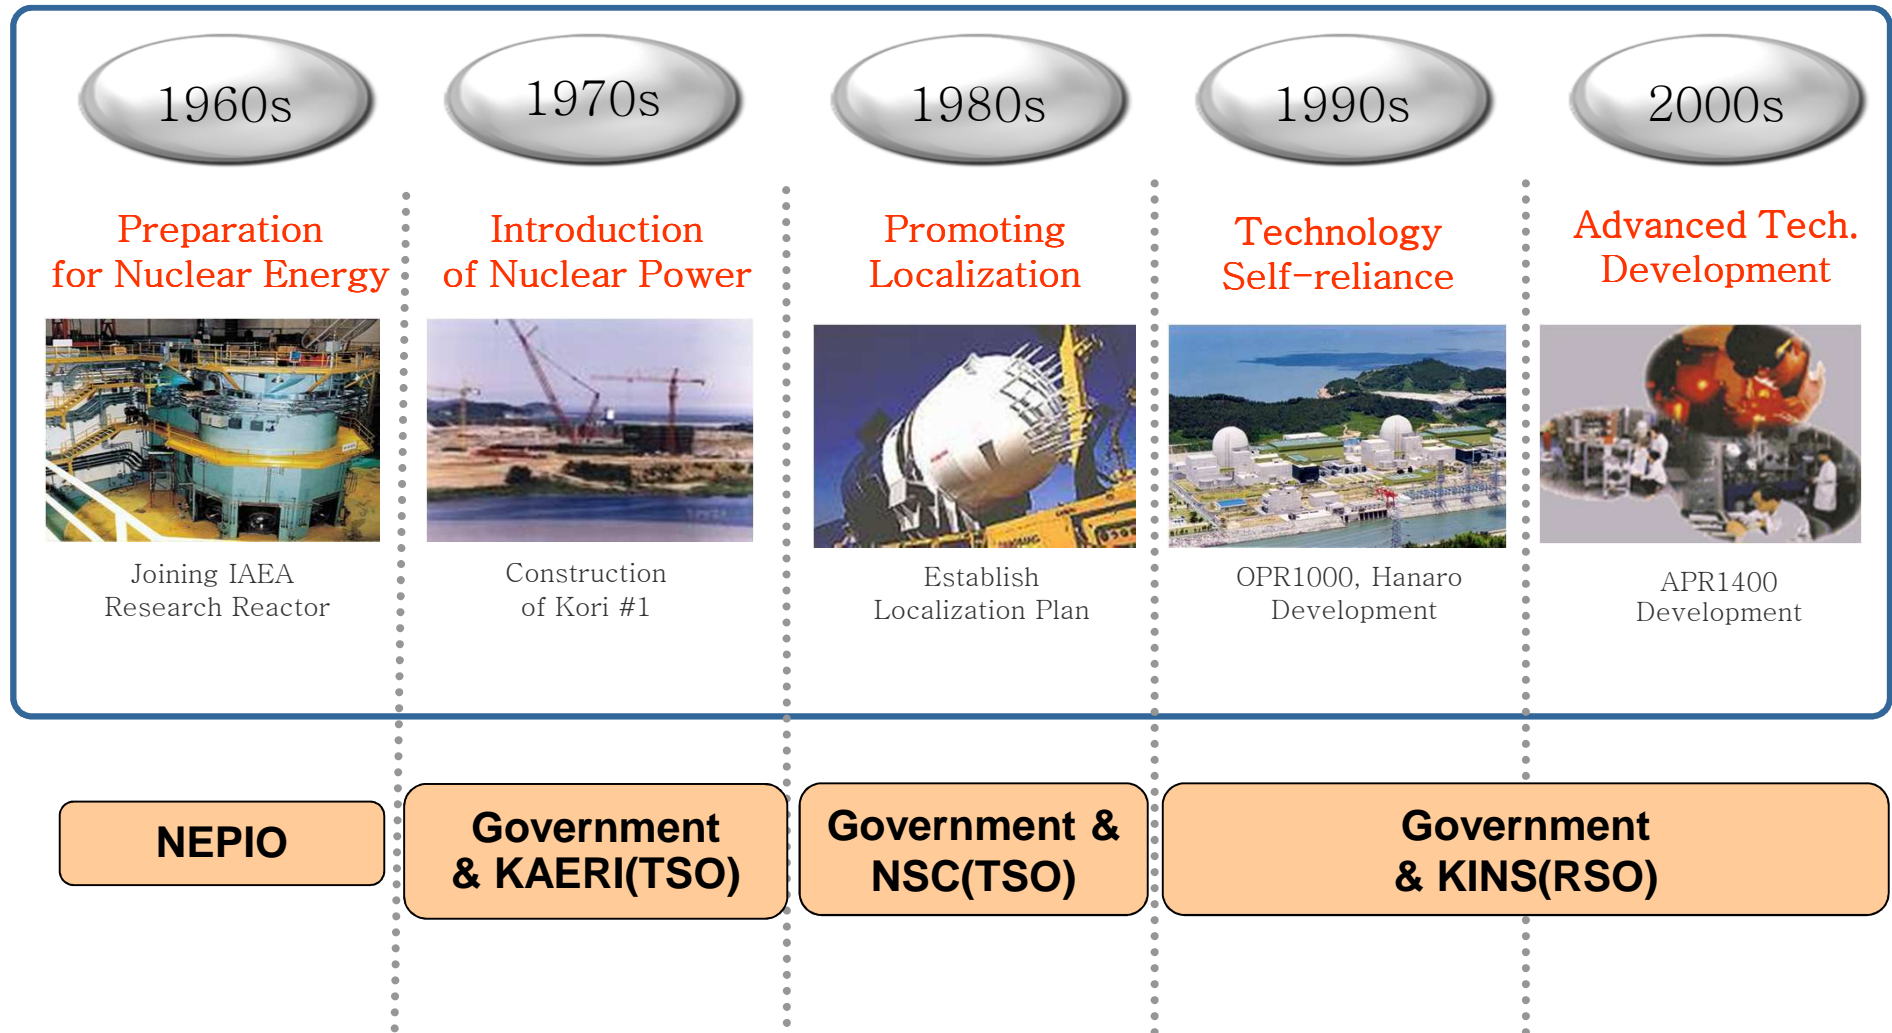 1960s
1970s
1980s
1990s
2000s
Preparation
for Nuclear Energy
Introduction
of Nuclear Power
Promoting
Localization
Technology
Self-reliance
Advanced Tech.
Development
Joining IAEA
Research Reactor
Construction
of Kori #1
Establish
Localization Plan
OPR1000, Hanaro
Development
APR1400
Development
NEPIO
Government
& KAERI(TSO)
Government &
NSC(TSO)
Government
& KINS(RSO)